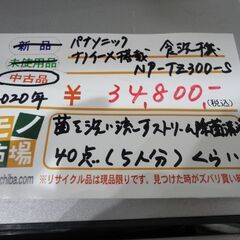 新品 パナソニック
未使用品 ナノイーX搭載 食洗機
中古品 NP-TZ300-S
2020年 ¥34,800.-(税込)
モノ市場 菌を洗い流すストリーム除菌洗浄
40点(5人分)くらい
chiba.com
※リサイクル品は現品限りです。見つけた時がズバリ買い時